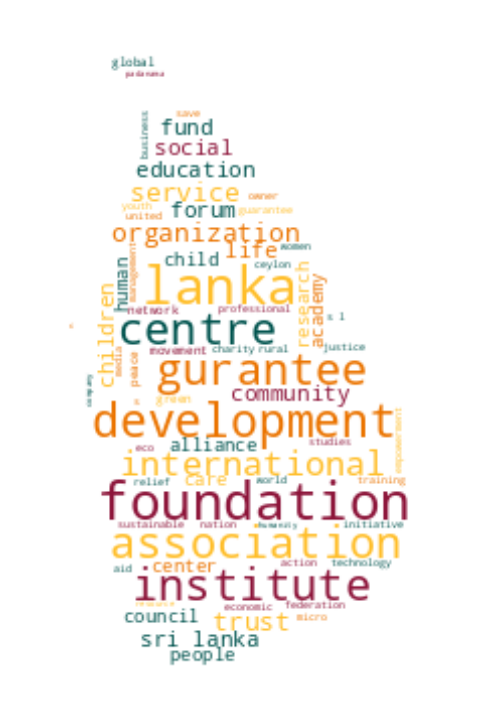 global
padanama
save
business
fund
social
education
service
owner
youth
forum
guarantee
united
organization
life
women
management
child
ceylon
human
lanka
research
academy
children
network
professional
s l
centre
movement
charity
rural
justice
media
peace
gurantee
company
community
green
development
empowerment
eco
alliance
studies
international
relief
care
world
training
foundation
sustainable
nation
humanity
initiative
association
aid
center
action
technology
institute
resource
economic
federation
council
trust
micro
sri lanka
people